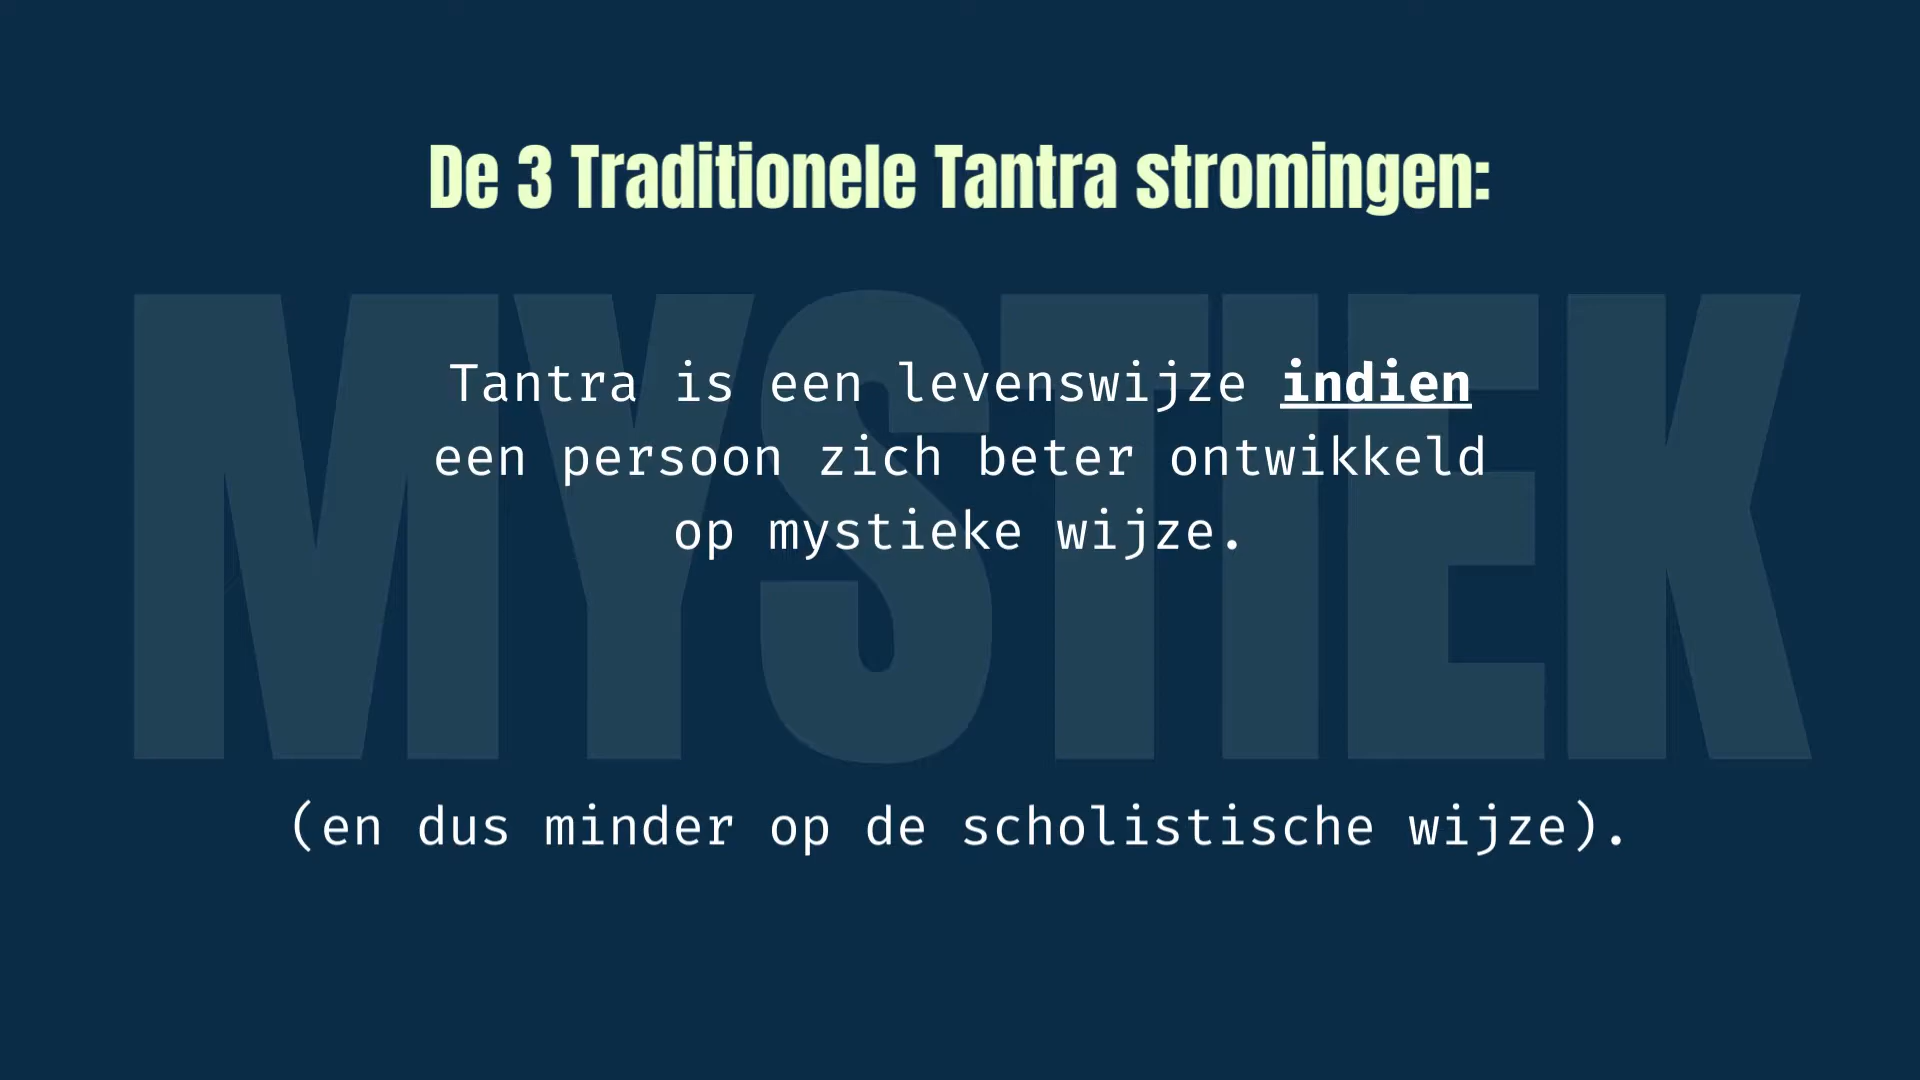 De 3 Traditionele Tantra stromingen:
MYSTIEK
Tantra is een levenswijze indien
een persoon zich beter ontwikkeld
op mystieke wijze.
(en dus minder op de scholistische wijze).